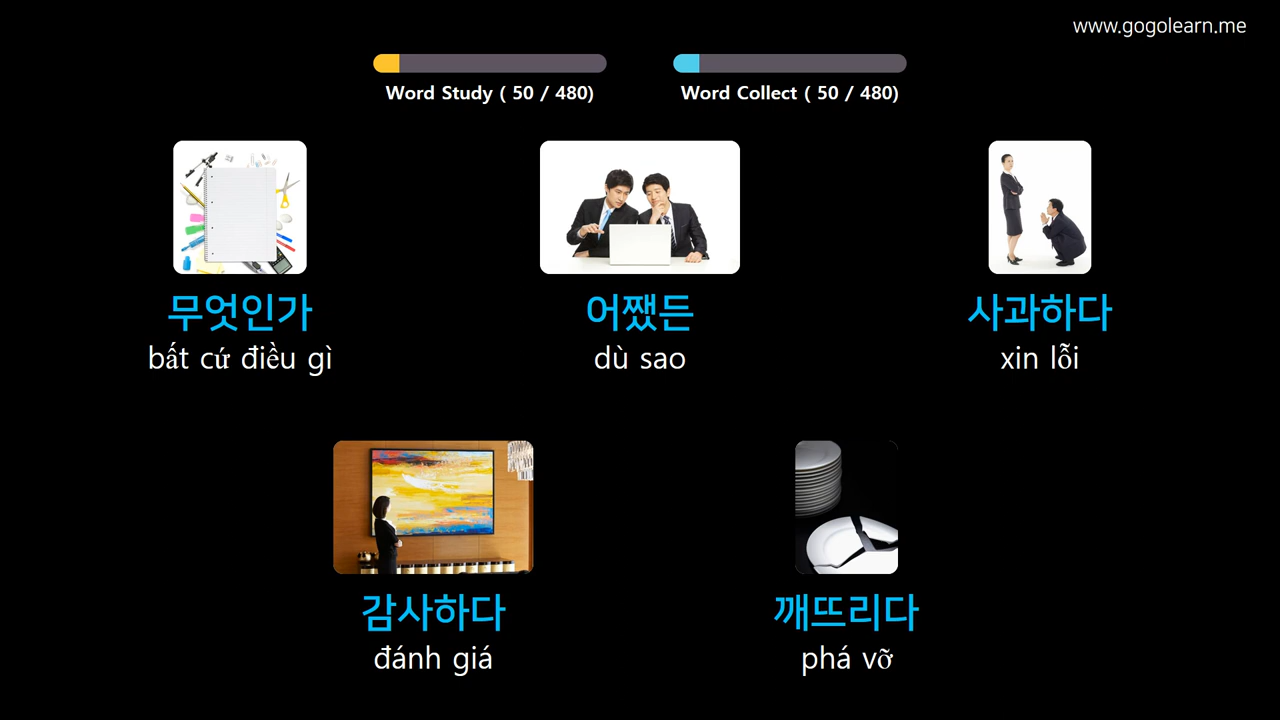 www.gogolearn.me
Word Study ( 50 / 480)
Word Collect ( 50 / 480)
무엇인가
bất cứ điều gì
어쨌든
dù sao
사과하다
xin lỗi
감사하다
đánh giá
깨뜨리다
phá vỡ